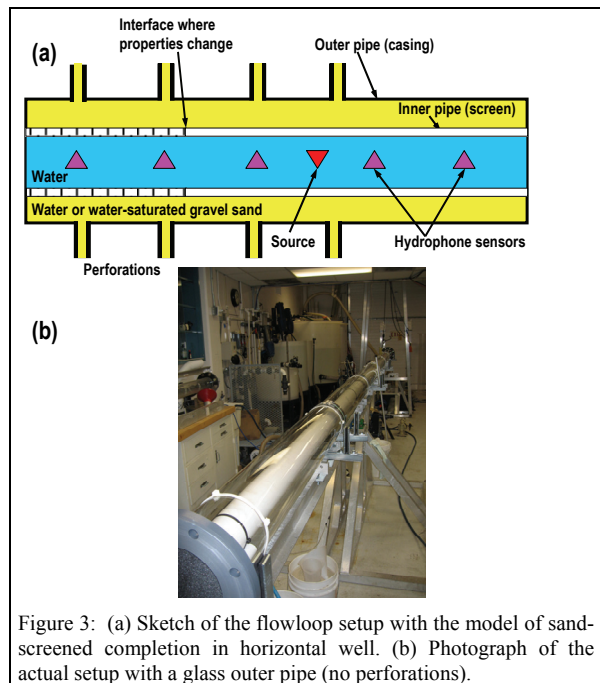 Interface where
properties change
Outer pipe (casing)
(a)
Inner pipe (screen)
Water
Water or water-saturated gravel sand
Source
Hydrophone sensors
Perforations
(b)
Figure 3: (a) Sketch of the flowloop setup with the model of sand-
screened completion in horizontal well. (b) Photograph of the
actual setup with a glass outer pipe (no perforations).